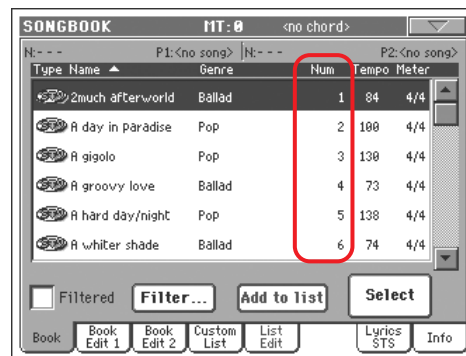 SONGBOOK MT:0 <no chord>
N:--- P1:<no song> N:--- P2:<no song>
Type Name Genre Num Tempo Meter
2much afterworld Ballad 1 84 4/4
A day in paradise Pop 2 100 4/4
A gigolo Pop 3 130 4/4
A groovy love Ballad 4 73 4/4
A hard day/night Pop 5 138 4/4
A whiter shade Ballad 6 74 4/4
Filtered Filter... Add to list Select
Book Book Edit 1 Book Edit 2 Custom List List Edit Lyrics STS Info